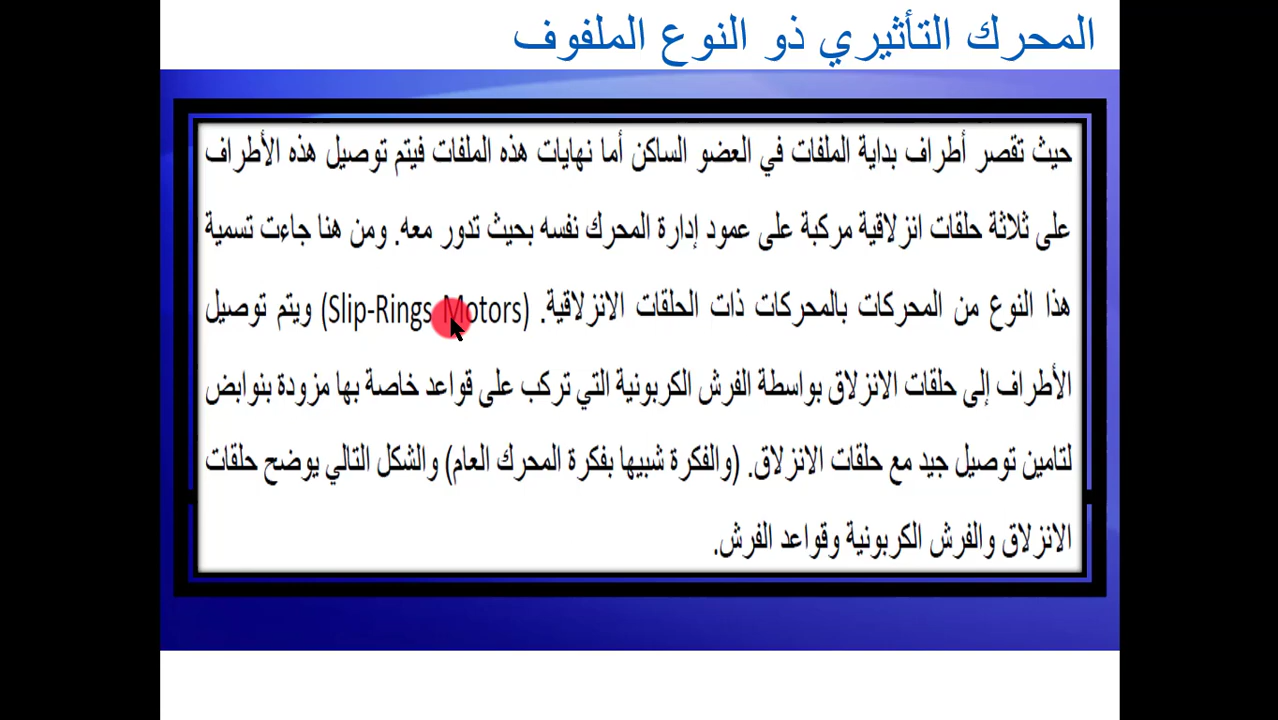 المحرك التأثيري ذو النوع الملفوف
حيث تقصر أطراف بداية الملفات في العضو الساكن أما نهايات هذه الملفات فيتم توصيل هذه الأطراف
على ثلاثة حلقات انزلاقية مركبة على عمود إدارة المحرك نفسه بحيث تدور معه. ومن هنا جاءت تسمية
هذا النوع من المحركات بالمحركات ذات الحلقات الانزلاقية. (Slip-Rings Motors) ويتم توصيل
الأطراف إلى حلقات الانزلاق بواسطة الفرش الكربونية التي تركب على قواعد خاصة بها مزودة بنوابض
لتامين توصيل جيد مع حلقات الانزلاق. (والفكرة شبيها بفكرة المحرك العام) والشكل التالي يوضح حلقات
الانزلاق والفرش الكربونية وقواعد الفرش.